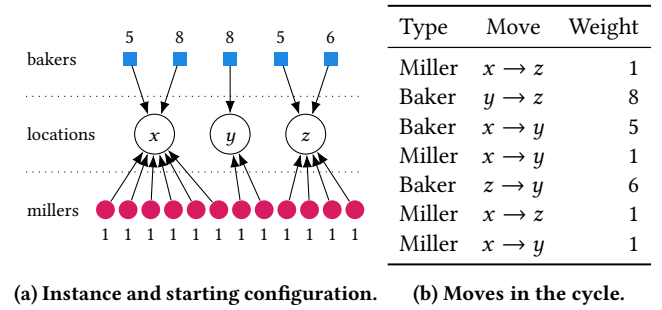 5 8 8 5 6
bakers
locations x y z
millers
1 1 1 1 1 1 1 1 1 1 1 1
(a) Instance and starting configuration.
Type Move Weight
Miller x → z 1
Baker y → z 8
Baker x → y 5
Miller x → y 1
Baker z → y 6
Miller x → z 1
Miller x → y 1
(b) Moves in the cycle.